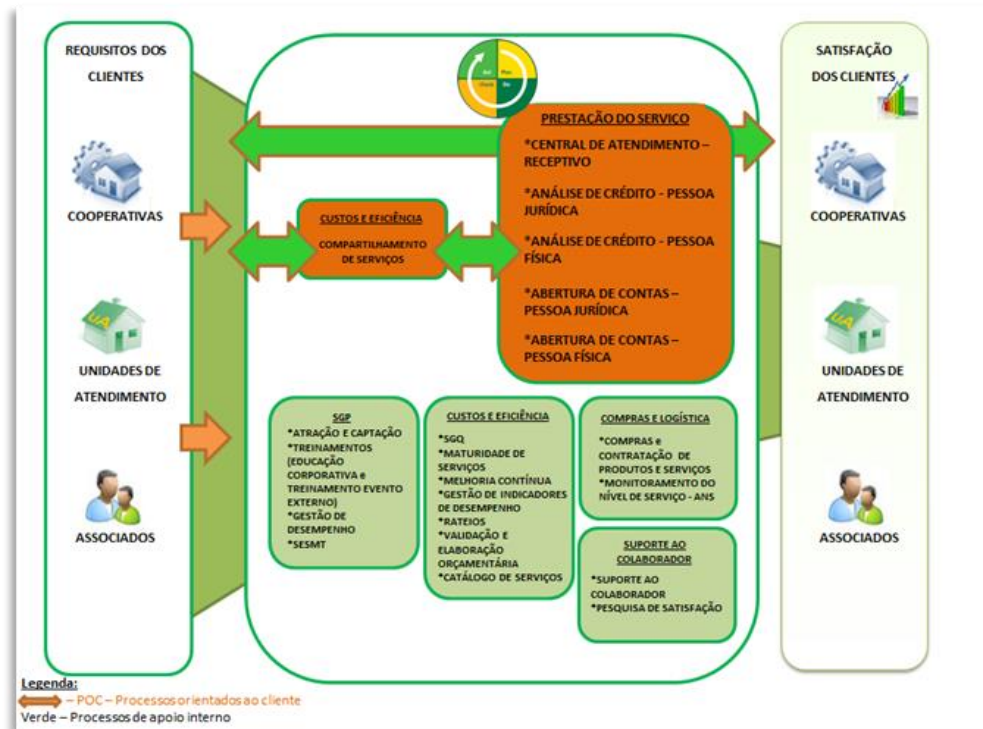 REQUISITOS DOS
CLIENTES
COOPERATIVAS
UA
UNIDADES DE
ATENDIMENTO
ASSOCIADOS
Act
Plan
Check
Do
PRESTAÇÃO DO SERVIÇO
*CENTRAL DE ATENDIMENTO –
RECEPTIVO
*ANÁLISE DE CRÉDITO - PESSOA
JURÍDICA
*ANÁLISE DE CRÉDITO - PESSOA
FÍSICA
*ABERTURA DE CONTAS –
PESSOA JURÍDICA
*ABERTURA DE CONTAS –
PESSOA FÍSICA
CUSTOS E EFICIÊNCIA
COMPARTILHAMENTO
DE SERVIÇOS
SGP
*ATRAÇÃO E CAPTAÇÃO
*TREINAMENTOS
(EDUCAÇÃO
CORPORATIVA e
TREINAMENTO EVENTO
EXTERNO)
*GESTÃO DE
DESEMPENHO
*SESMT
CUSTOS E EFICIÊNCIA
*SGQ
*MATURIDADE DE
SERVIÇOS
*MELHORIA CONTÍNUA
*GESTÃO DE INDICADORES
DE DESEMPENHO
*RATEIOS
*VALIDAÇÃO E
ELABORAÇÃO
ORÇAMENTÁRIA
*CATÁLOGO DE SERVIÇOS
COMPRAS E LOGÍSTICA
*COMPRAS e
CONTRATAÇÃO DE
PRODUTOS E SERVIÇOS
*MONITORAMENTO DO
NÍVEL DE SERVIÇO - ANS
SUPORTE AO
COLABORADOR
*SUPORTE AO
COLABORADOR
*PESQUISA DE SATISFAÇÃO
SATISFAÇÃO
DOS CLIENTES
COOPERATIVAS
UA
UNIDADES DE
ATENDIMENTO
ASSOCIADOS
Legenda:
– POC – Processos orientados ao cliente
Verde – Processos de apoio interno